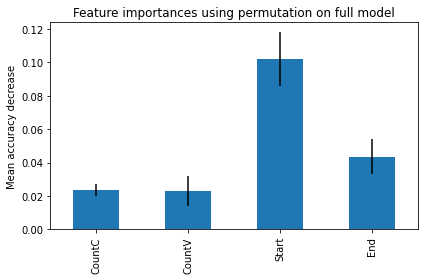 Feature importances using permutation on full model
Mean accuracy decrease
0.12
0.10
0.08
0.06
0.04
0.02
0.00
CountC
CountV
Start
End